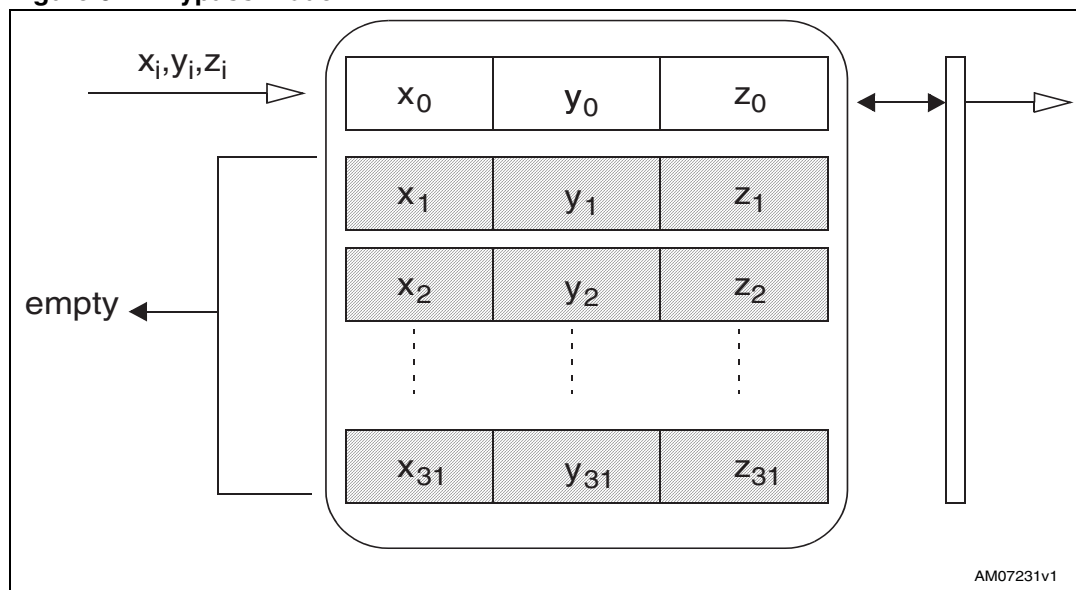 xi,yi,zi
x0 y0 z0
x1 y1 z1
x2 y2 z2
empty
x31 y31 z31
AM07231v1